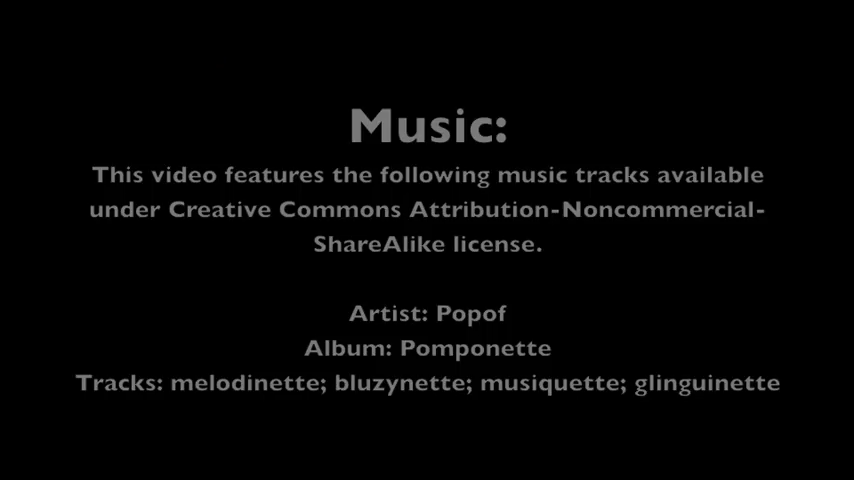 Music:
This video features the following music tracks available
under Creative Commons Attribution-Noncommercial-
ShareAlike license.
Artist: Popof
Album: Pomponette
Tracks: melodinette; bluzynette; musiquette; glinguinette